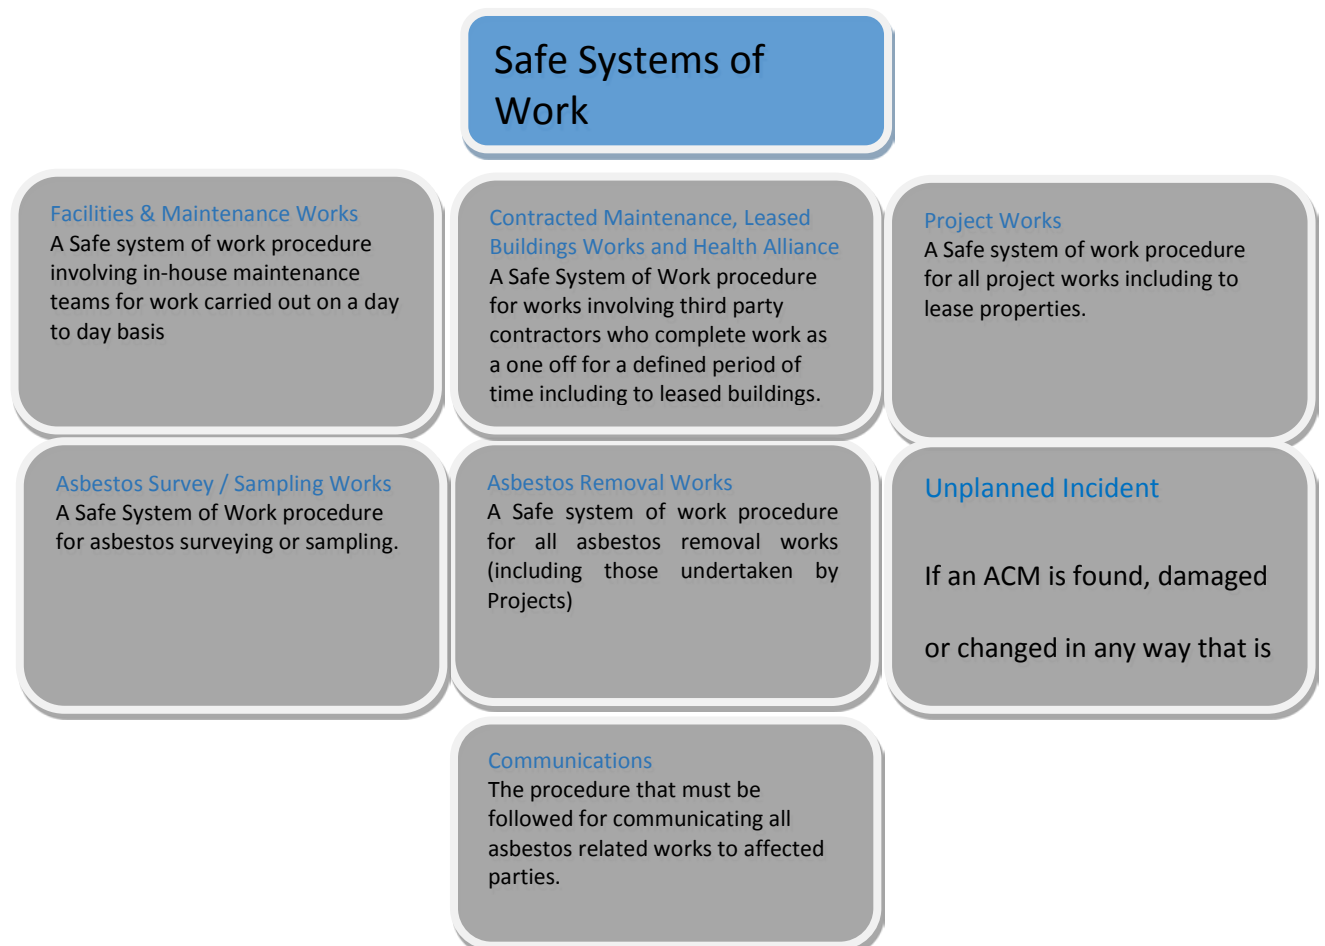 Safe Systems of
Work
Facilities & Maintenance Works
A Safe system of work procedure
involving in-house maintenance
teams for work carried out on a day
to day basis
Contracted Maintenance, Leased
Buildings Works and Health Alliance
A Safe System of Work procedure
for works involving third party
contractors who complete work as
a one off for a defined period of
time including to leased buildings.
Project Works
A Safe system of work procedure
for all project works including to
lease properties.
Asbestos Survey / Sampling Works
A Safe System of Work procedure
for asbestos surveying or sampling.
Asbestos Removal Works
A Safe system of work procedure
for all asbestos removal works
(including those undertaken by
Projects)
Unplanned Incident
If an ACM is found, damaged
or changed in any way that is
Communications
The procedure that must be
followed for communicating all
asbestos related works to affected
parties.